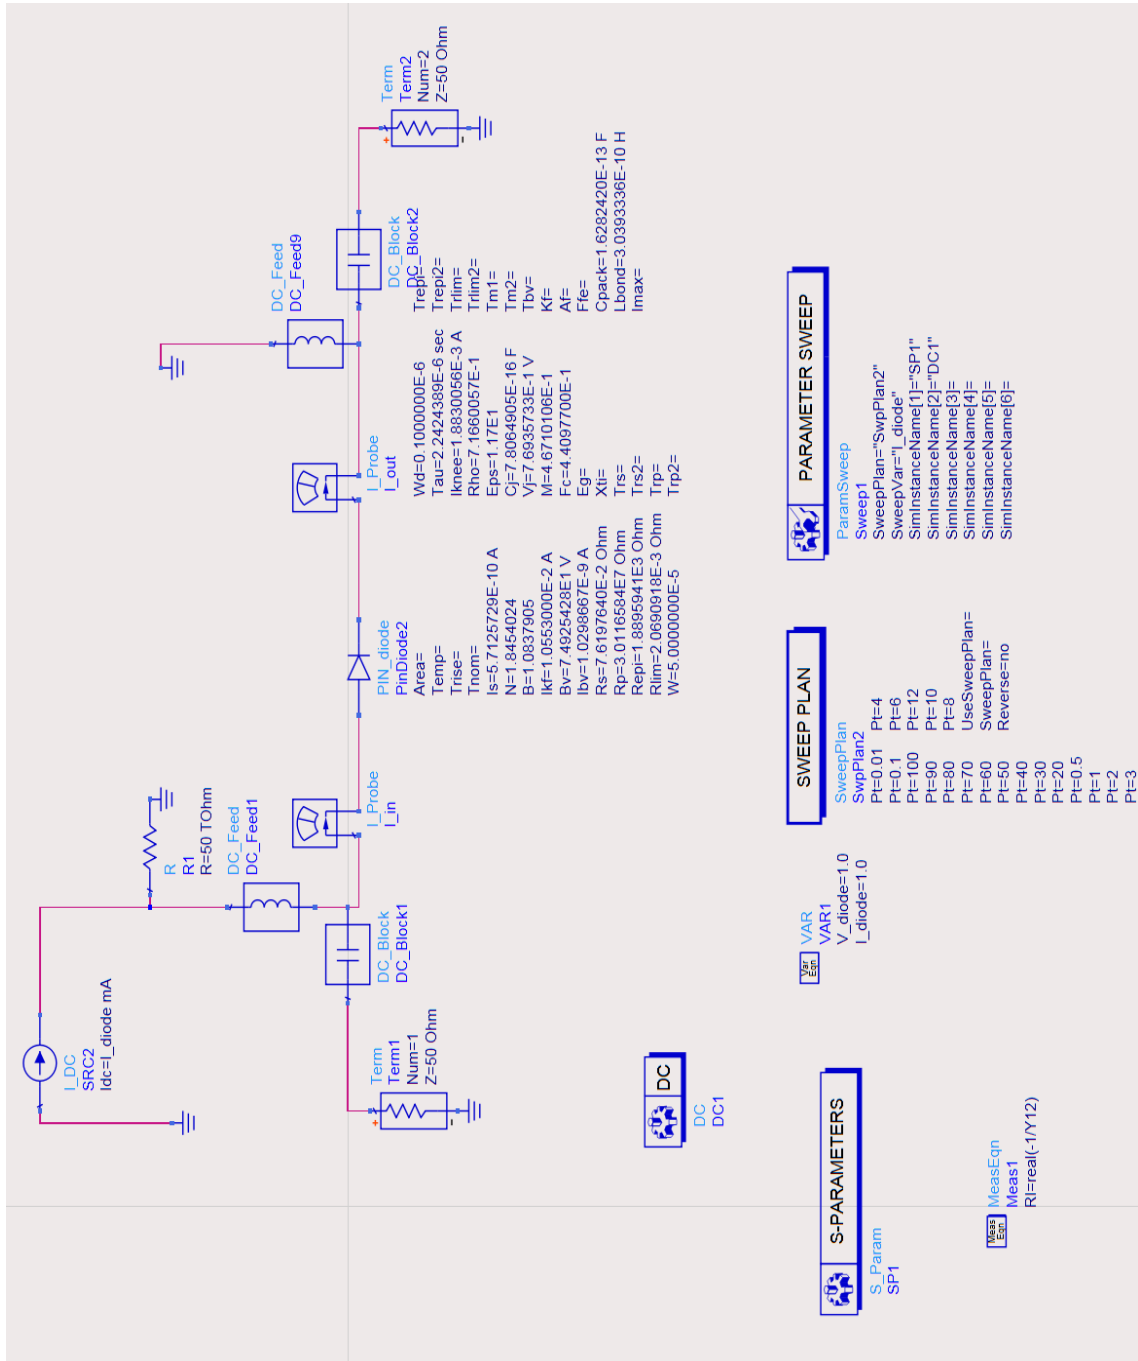 I_DC
SRC2
Idc=I_diode mA
R
R1
R=50 TOhm
DC_Feed
DC_Feed1
DC_Block
DC_Block1
Term
Term1
Num=1
Z=50 Ohm
+
-
I_Probe
I_in
PIN_diode
PinDiode2
Area=
Temp=
Trise=
Tnom=
Is=5.7125729E-10 A
N=1.8454024
B=1.0837905
Ikf=1.0553000E-2 A
Bv=7.4925428E1 V
Ibv=1.0298667E-9 A
Rs=7.6197640E-2 Ohm
Rp=3.0116584E7 Ohm
Repi=1.8895941E3 Ohm
Rlim=2.0690918E-3 Ohm
W=5.0000000E-5
Wd=0.1000000E-6
Tau=2.2424389E-6 sec
Iknee=1.8830056E-3 A
Rho=7.1660057E-1
Eps=1.17E1
Cj=7.8064905E-16 F
Vj=7.6935733E-1 V
M=4.6710106E-1
Fc=4.4097700E-1
Eg=
Xti=
Trs=
Trs2=
Trp=
Trp2=
Trepi=
Trepi2=
Trlim=
Trlim2=
Tm1=
Tm2=
Tbv=
Kf=
Af=
Ffe=
Cpack=1.6282420E-13 F
Lbond=3.0393336E-10 H
Imax=
I_Probe
I_out
DC_Feed
DC_Feed9
DC_Block
DC_Block2
Term
Term2
Num=2
Z=50 Ohm
+
-
DC
DC
DC1
S-PARAMETERS
S_Param
SP1
Meas
Eqn
MeasEqn
Meas1
RI=real(-1/Y12)
Var
Eqn
VAR
VAR1
V_diode=1.0
I_diode=1.0
SWEEP PLAN
SweepPlan
SwpPlan2
Pt=0.01
Pt=0.1
Pt=100
Pt=90
Pt=80
Pt=70
Pt=60
Pt=50
Pt=40
Pt=30
Pt=20
Pt=0.5
Pt=1
Pt=2
Pt=3
Pt=4
Pt=6
Pt=12
Pt=10
Pt=8
UseSweepPlan=
SweepPlan=
Reverse=no
PARAMETER SWEEP
ParamSweep
Sweep1
SweepPlan="SwpPlan2"
SweepVar="I_diode"
SimInstanceName[1]="SP1"
SimInstanceName[2]="DC1"
SimInstanceName[3]=
SimInstanceName[4]=
SimInstanceName[5]=
SimInstanceName[6]=